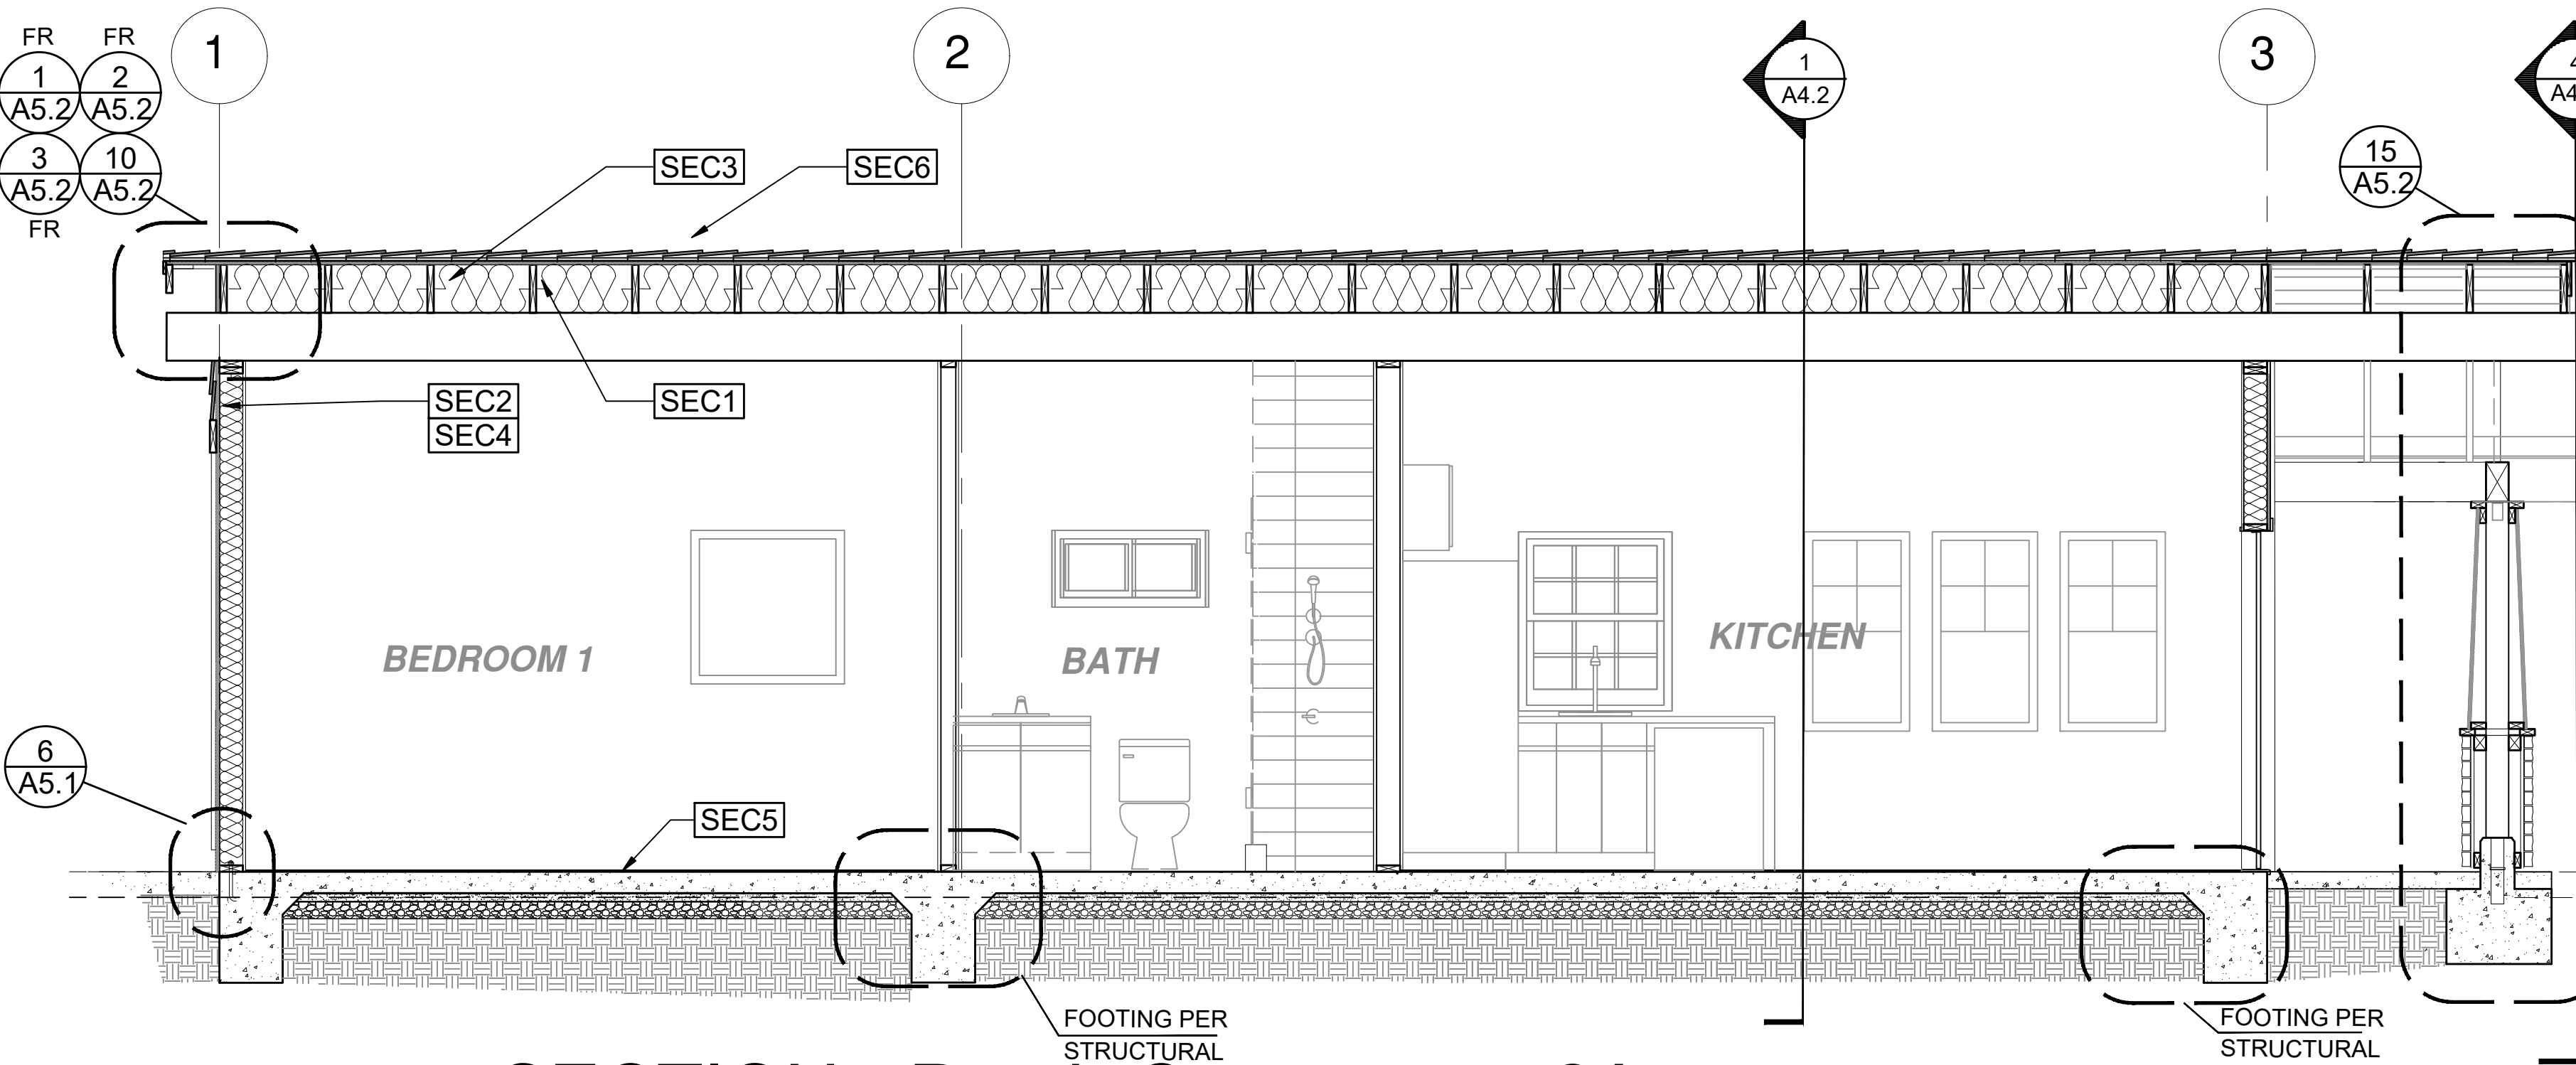 FR
FR
1
2
3
1
A5.2
2
A5.2
1
A4.2
3
A5.2
10
A5.2
FR
15
A5.2
SEC3
SEC6
SEC2
SEC4
SEC1
BEDROOM 1
BATH
KITCHEN
6
A5.1
SEC5
FOOTING PER
STRUCTURAL
FOOTING PER
STRUCTURAL